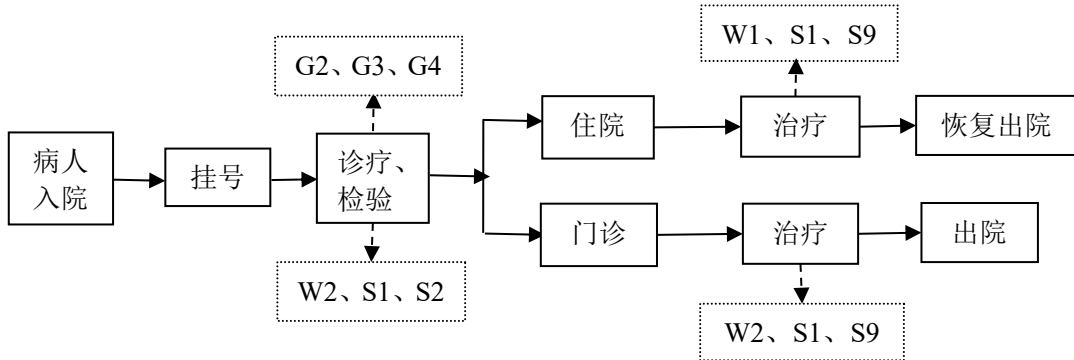 W1、S1、S9
G2、G3、G4
住院
治疗
恢复出院
病人
入院
挂号
诊疗、
检验
门诊
治疗
出院
W2、S1、S2
W2、S1、S9